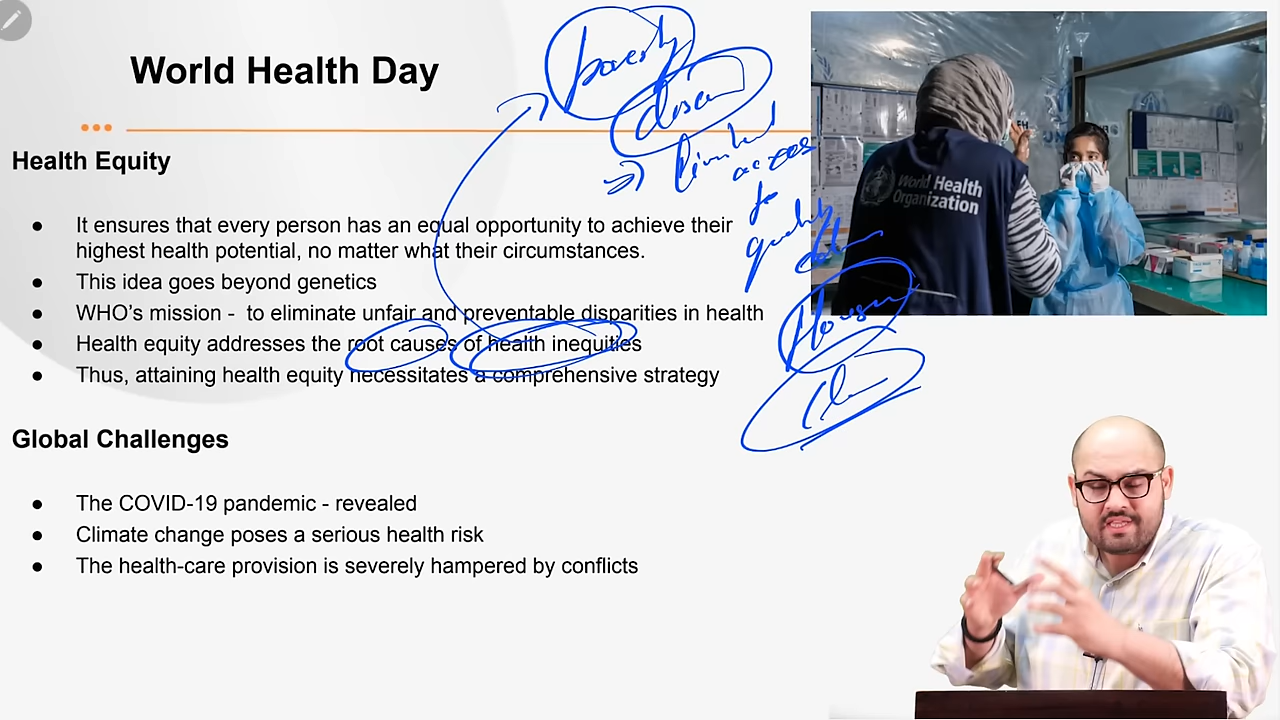 World Health Day
Health Equity
● It ensures that every person has an equal opportunity to achieve their
highest health potential, no matter what their circumstances.
● This idea goes beyond genetics
● WHO's mission - to eliminate unfair and preventable disparities in health
● Health equity addresses the root causes of health inequities
● Thus, attaining health equity necessitates a comprehensive strategy
Global Challenges
● The COVID-19 pandemic - revealed
● Climate change poses a serious health risk
● The health-care provision is severely hampered by conflicts
poverty
limited
access
to
quality
World Health
Organization